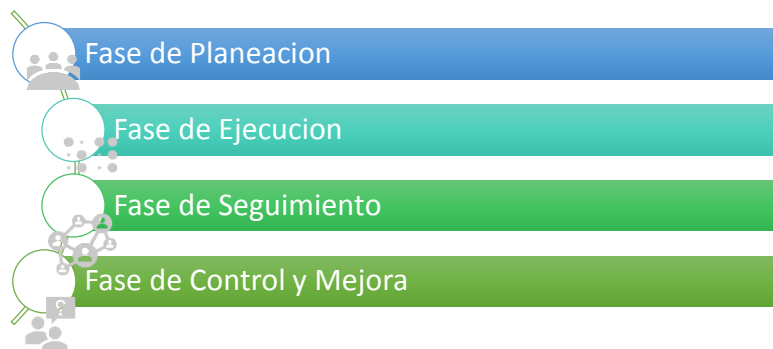 Fase de Planeacion
Fase de Ejecucion
Fase de Seguimiento
Fase de Control y Mejora